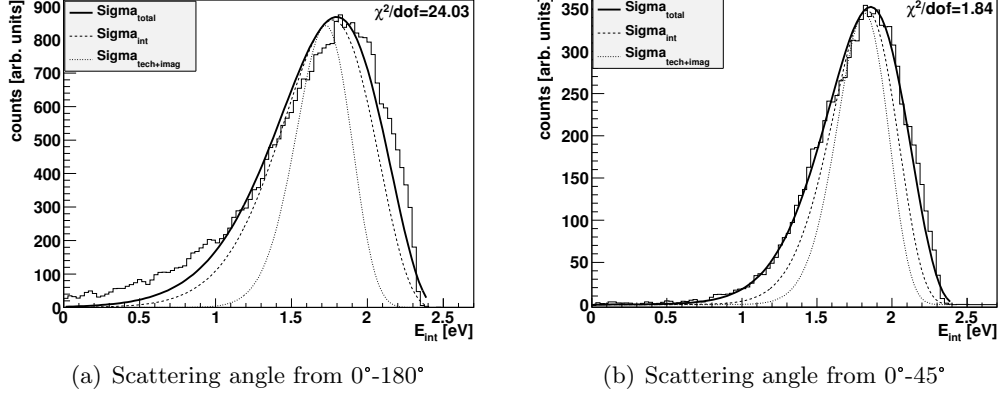 900
800
700
600
500
400
300
200
100
0
counts [arb. units]
Sigma_total
Sigma_int
Sigma_tech+imag
χ²/dof=24.03
0 0.5 1 1.5 2 2.5
E_int [eV]
(a) Scattering angle from 0°-180°
350
300
250
200
150
100
50
0
counts [arb. units]
Sigma_total
Sigma_int
Sigma_tech+imag
χ²/dof=1.84
0 0.5 1 1.5 2 2.5
E_int [eV]
(b) Scattering angle from 0°-45°